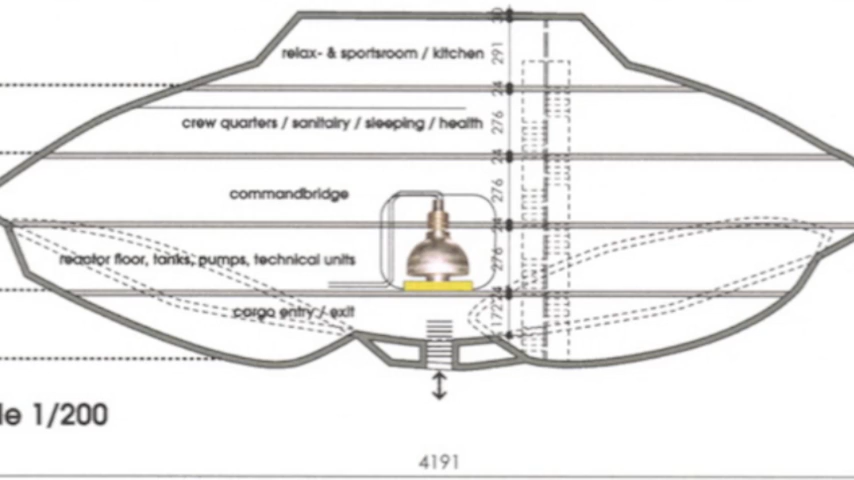 30
relax- & sportsroom / kitchen
291
24
crew quarters / sanitairy / sleeping / health
276
24
commandbridge
276
24
reactor floor, tanks, pumps, technical units
276
24
cargo entry / exit
172
le 1/200
4191